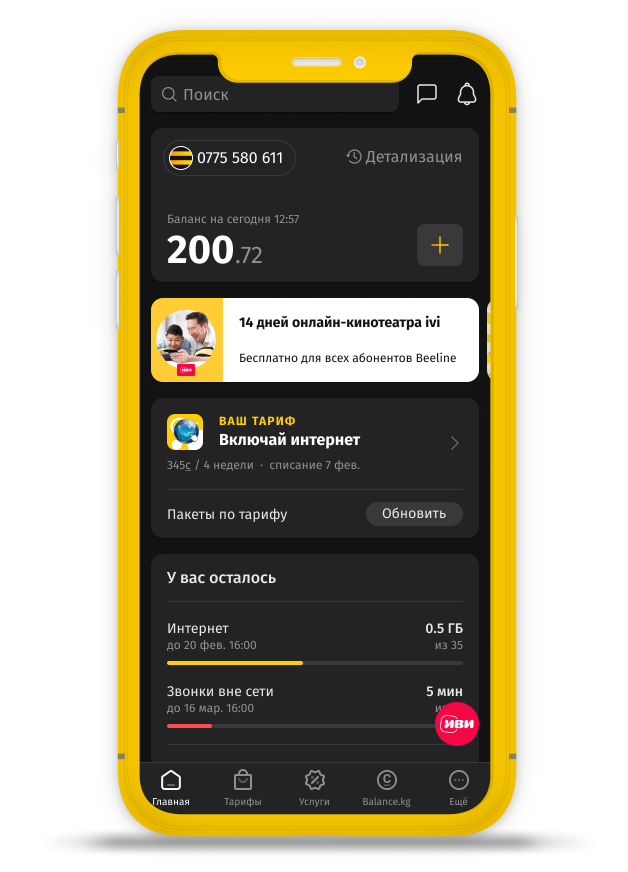 Поиск
0775 580 611
Детализация
Баланс на сегодня 12:57
200.72
14 дней онлайн-кинотеатра ivi
Бесплатно для всех абонентов Beeline
иви
ВАШ ТАРИФ
Включай интернет
345с / 4 недели · списание 7 фев.
Пакеты по тарифу
Обновить
У вас осталось
Интернет
0.5 ГБ
до 20 фев. 16:00
из 35
Звонки вне сети
5 мин
до 16 мар. 16:00
иви
Главная
Тарифы
Услуги
Balance.kg
Ещё